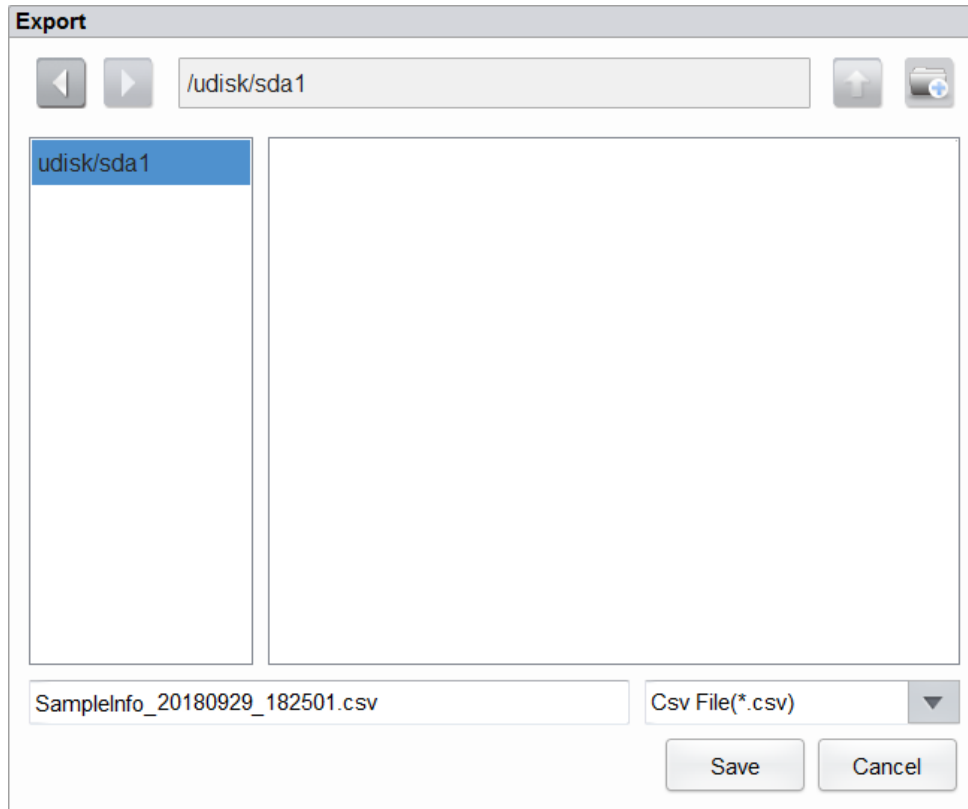 Export
/udisk/sda1
udisk/sda1
SampleInfo_20180929_182501.csv
Csv File(*.csv)
Save
Cancel